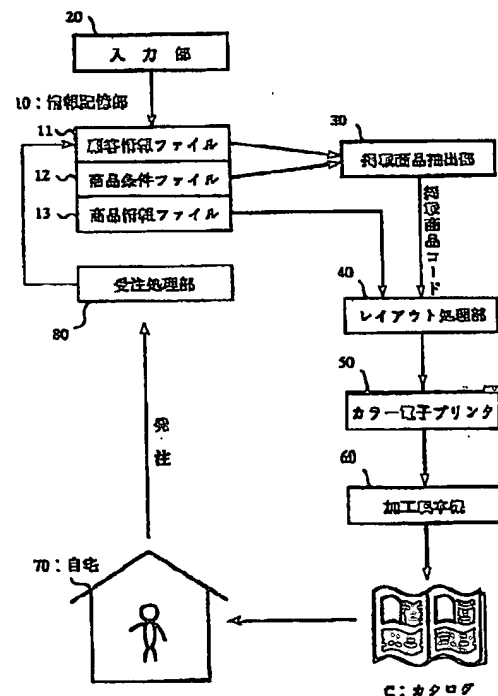 20
入力部
10:情報記憶部
11
顧客情報ファイル
12
商品条件ファイル
13
商品情報ファイル
30
掲載商品抽出部
掲載商品コード
受注処理部
80
40
レイアウト処理部
50
カラー電子プリンタ
60
加工製本機
発注
70:自宅
C:カタログ